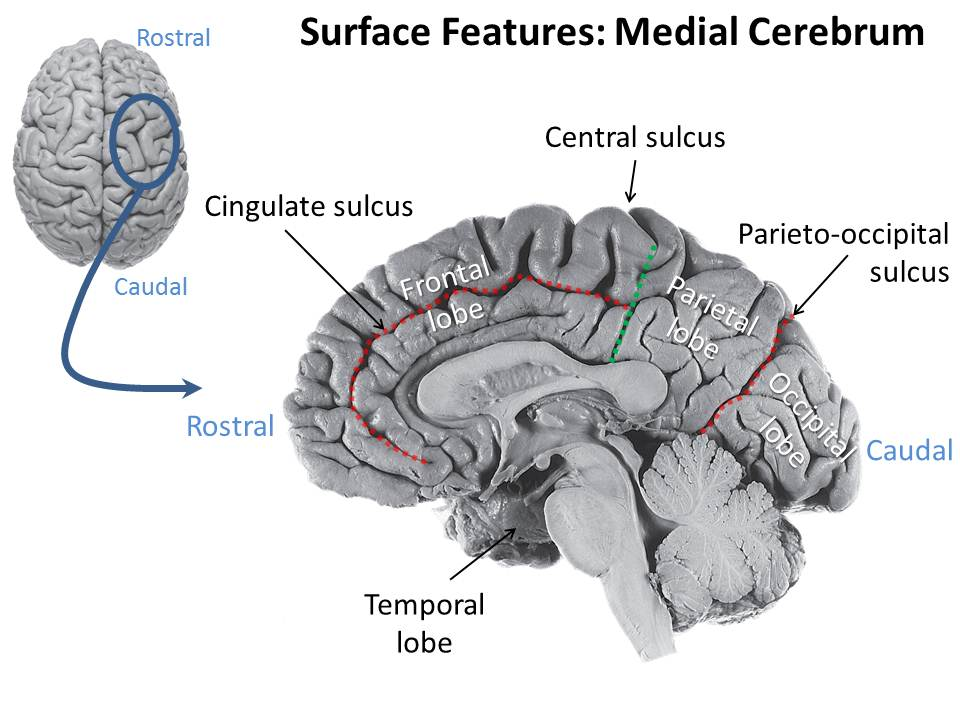 Surface Features: Medial Cerebrum
Rostral
Caudal
Central sulcus
Cingulate sulcus
Parieto-occipital
sulcus
Frontal
lobe
Parietal
lobe
Occipital
lobe
Rostral
Caudal
Temporal
lobe